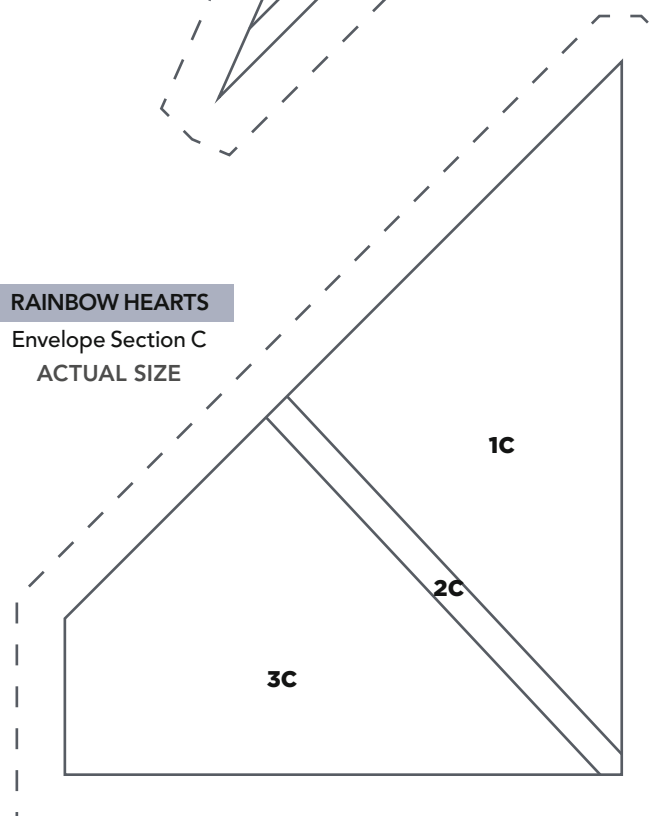 RAINBOW HEARTS
Envelope Section C
ACTUAL SIZE
1C
2C
3C